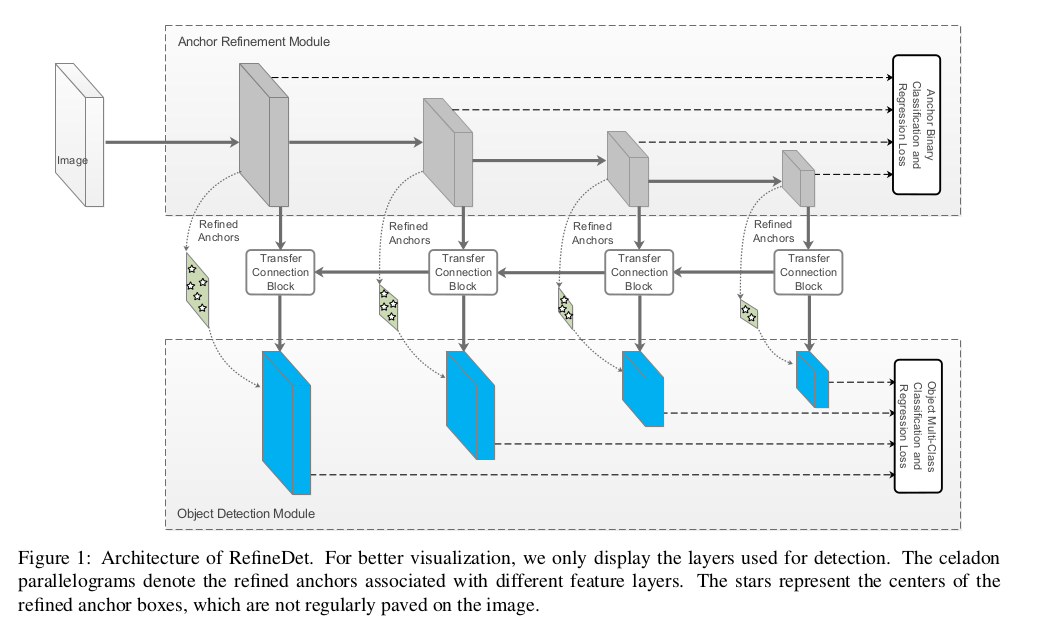 Anchor Refinement Module
Image
Anchor Binary
Classification and
Regression Loss
Refined
Anchors
Refined
Anchors
Refined
Anchors
Refined
Anchors
Transfer
Connection
Block
Transfer
Connection
Block
Transfer
Connection
Block
Transfer
Connection
Block
Object Multi-Class
Classification and
Regression Loss
Object Detection Module
Figure 1: Architecture of RefineDet. For better visualization, we only display the layers used for detection. The celadon
parallelograms denote the refined anchors associated with different feature layers. The stars represent the centers of the
refined anchor boxes, which are not regularly paved on the image.